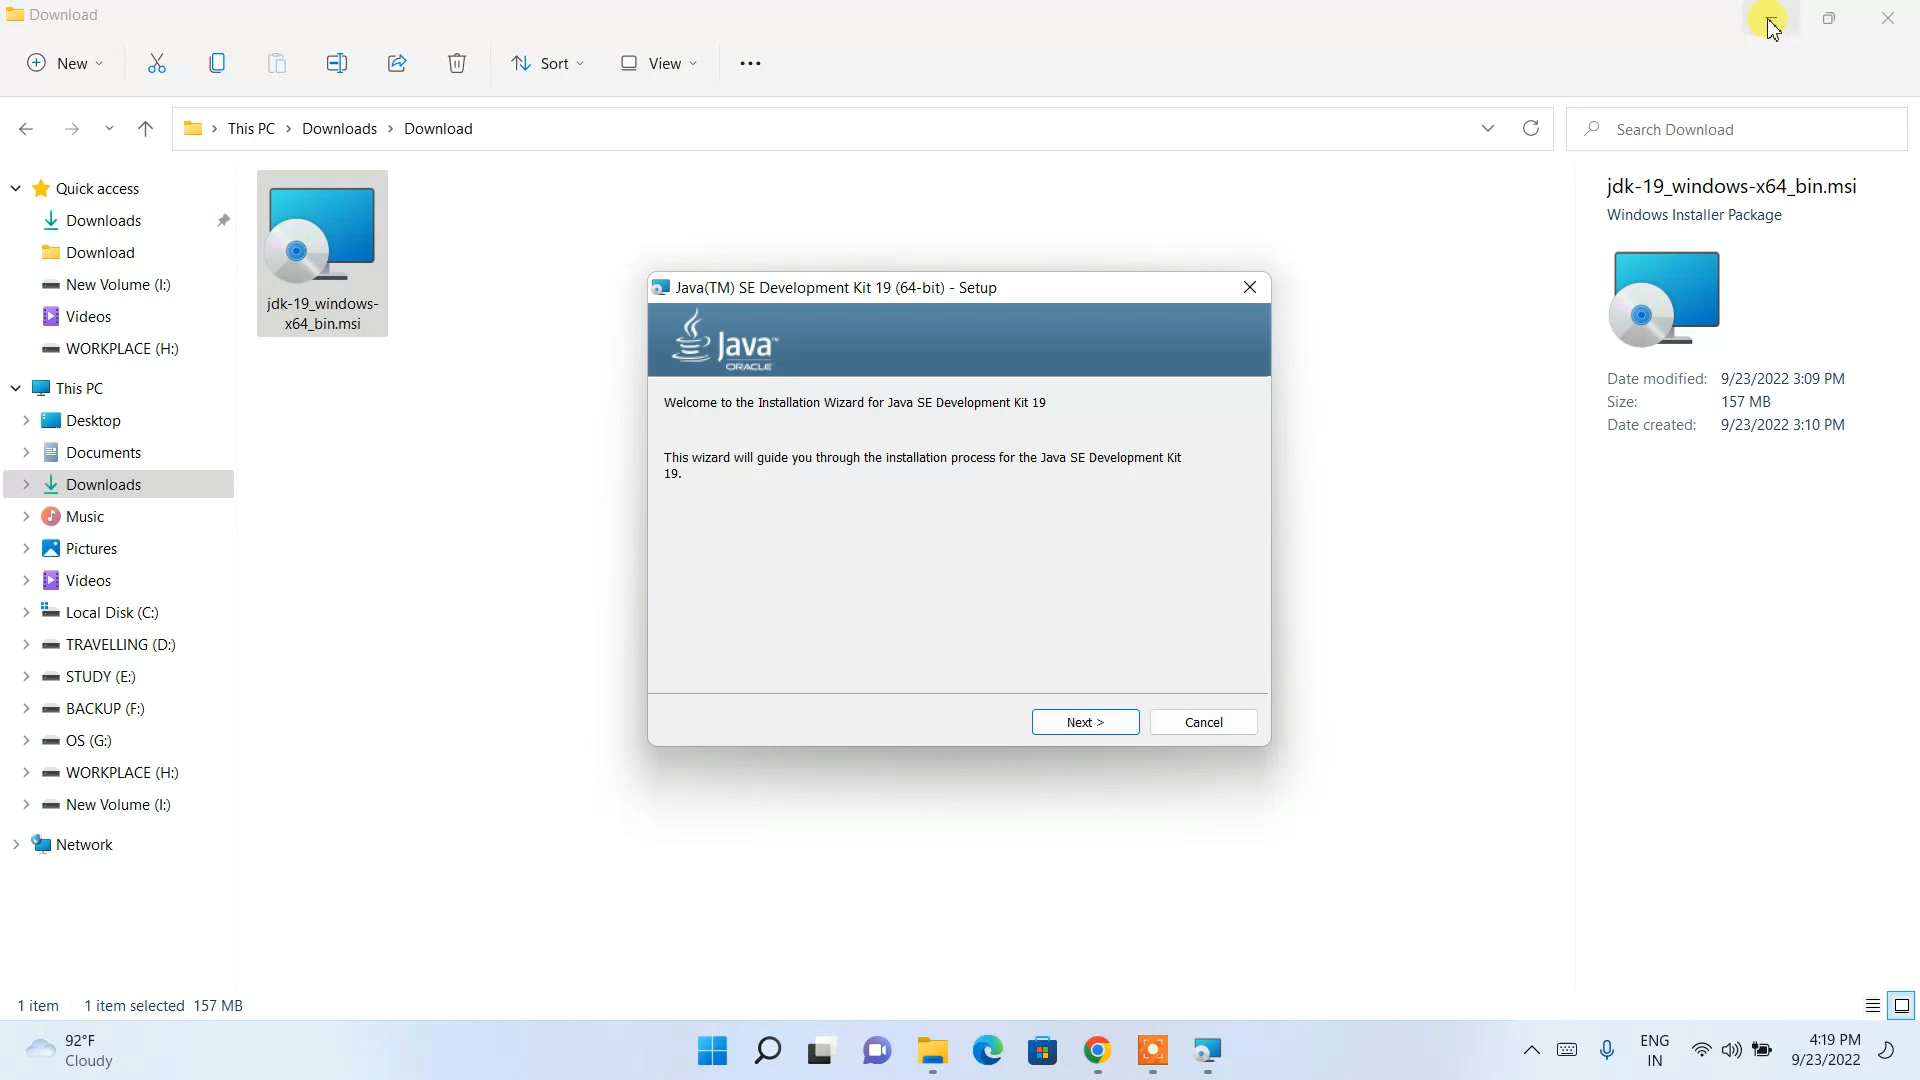 Download
New
Sort
View
This PC > Downloads > Download
Search Download
Quick access
Downloads
Download
New Volume (I:)
Videos
WORKPLACE (H:)
This PC
Desktop
Documents
Downloads
Music
Pictures
Videos
Local Disk (C:)
TRAVELLING (D:)
STUDY (E:)
BACKUP (F:)
OS (G:)
WORKPLACE (H:)
New Volume (I:)
Network
jdk-19_windows-
x64_bin.msi
Java(TM) SE Development Kit 19 (64-bit) - Setup
Java™
ORACLE
Welcome to the Installation Wizard for Java SE Development Kit 19
This wizard will guide you through the installation process for the Java SE Development Kit
19.
Next >
Cancel
jdk-19_windows-x64_bin.msi
Windows Installer Package
Date modified: 9/23/2022 3:09 PM
Size: 157 MB
Date created: 9/23/2022 3:10 PM
1 item 1 item selected 157 MB
92°F
Cloudy
ENG
IN
4:19 PM
9/23/2022